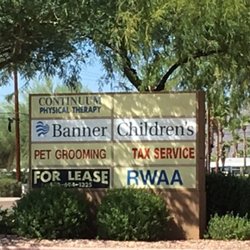 CONTINUUM
PHYSICAL THERAPY
Banner Children's
PET GROOMING TAX SERVICE
FOR LEASE RWAA